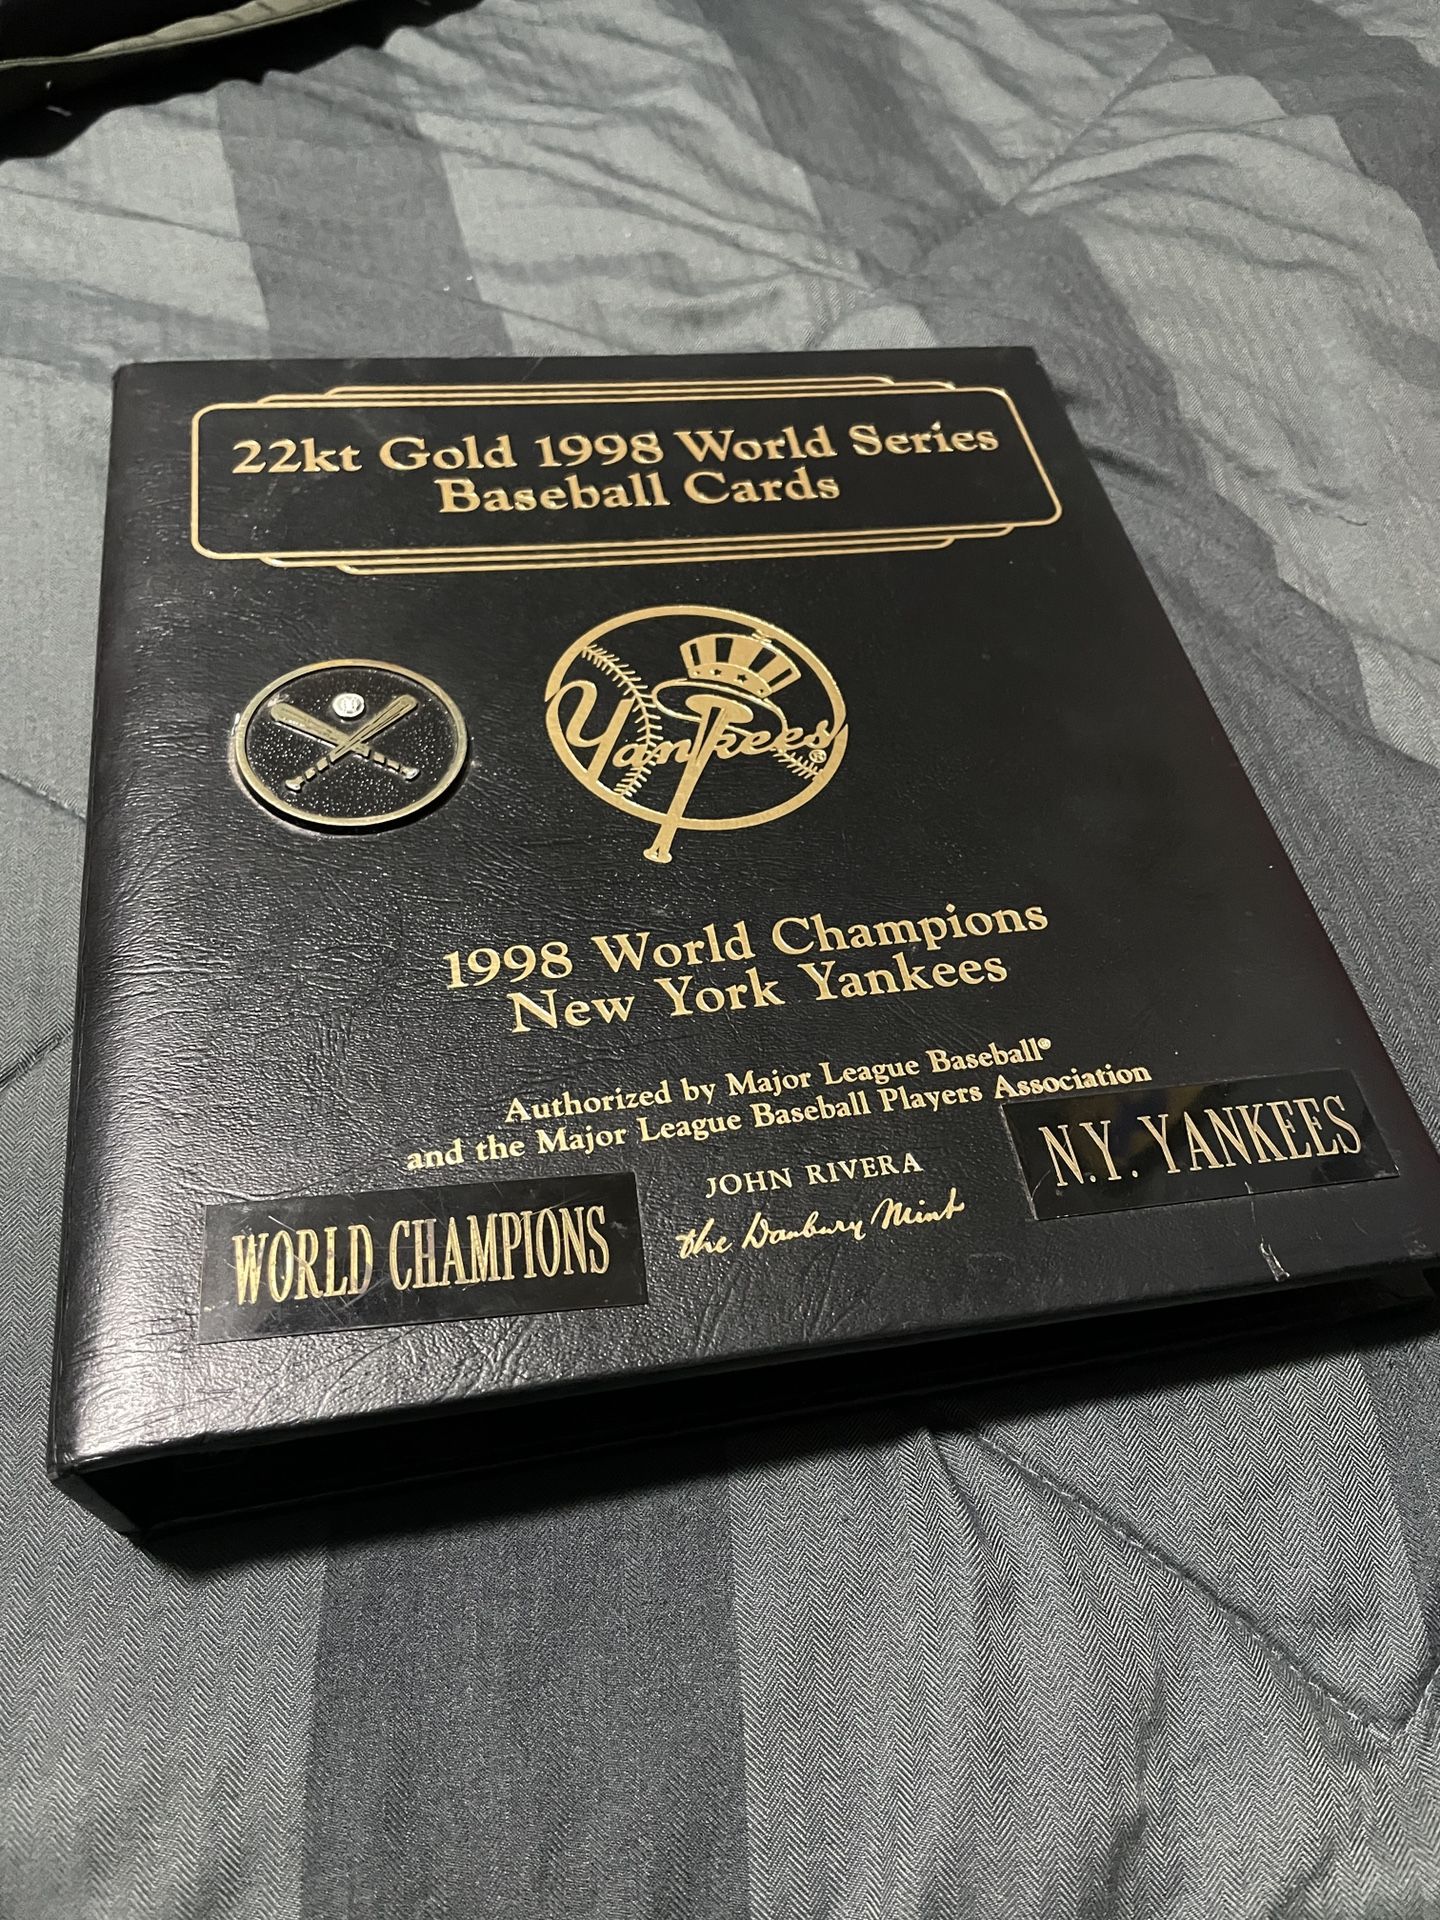 22kt Gold 1998 World Series
Baseball Cards
Yankees®
1998 World Champions
New York Yankees
Authorized by Major League Baseball®
and the Major League Baseball Players Association
JOHN RIVERA
the Danbury Mint
WORLD CHAMPIONS
N.Y. YANKEES